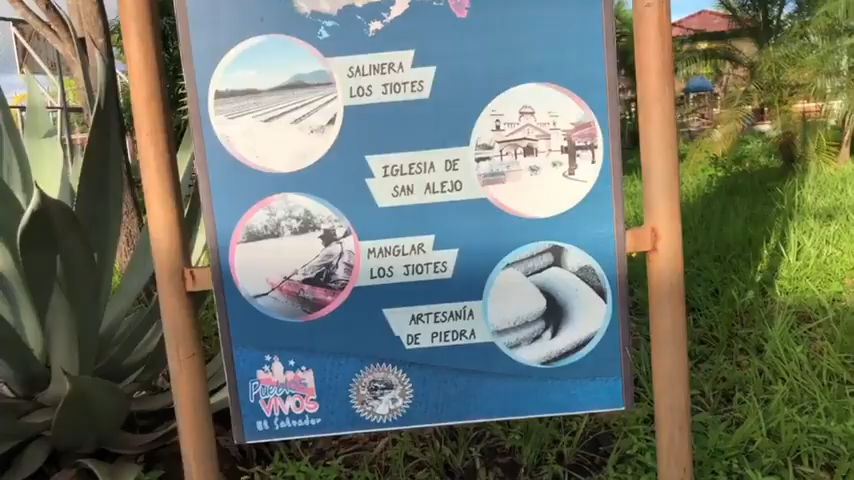 SALINERA
LOS JIOTES
IGLESIA DE
SAN ALEJO
MANGLAR
LOS JIOTES
ARTESANÍA
DE PIEDRA
Pueblos
VIVOS
El Salvador